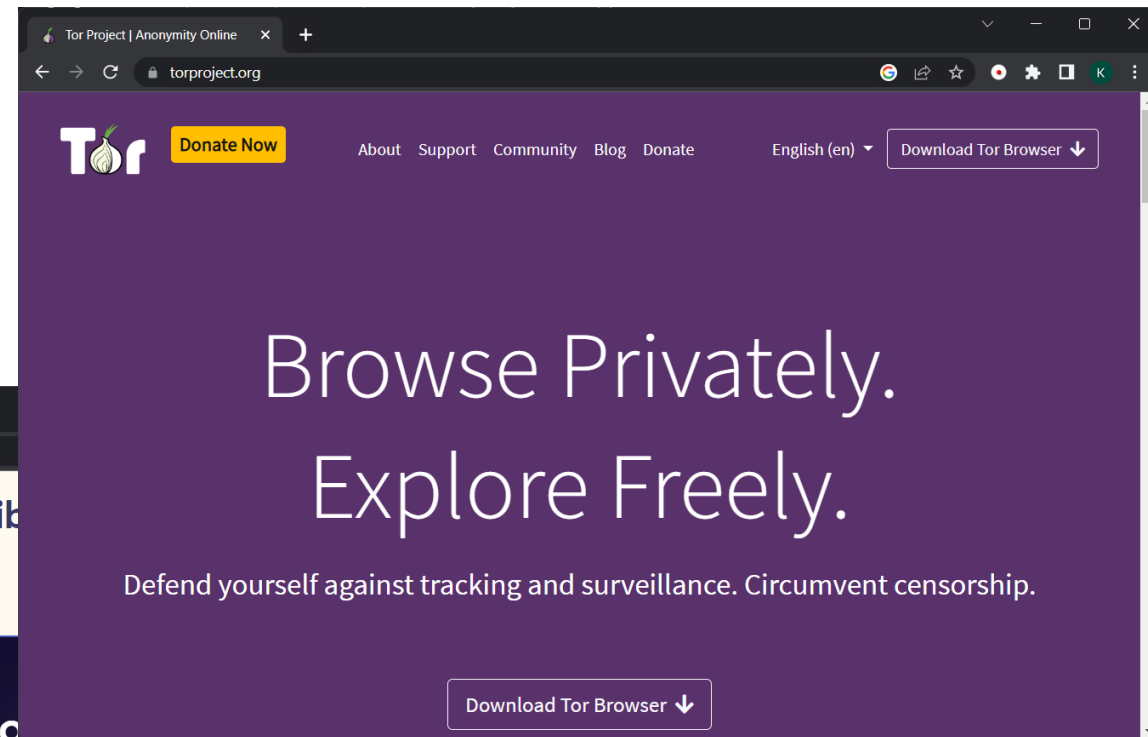 Tor Project | Anonymity Online
torproject.org
K
Tor
Donate Now
About Support Community Blog Donate
English (en)
Download Tor Browser
Browse Privately.
Explore Freely.
Defend yourself against tracking and surveillance. Circumvent censorship.
Download Tor Browser